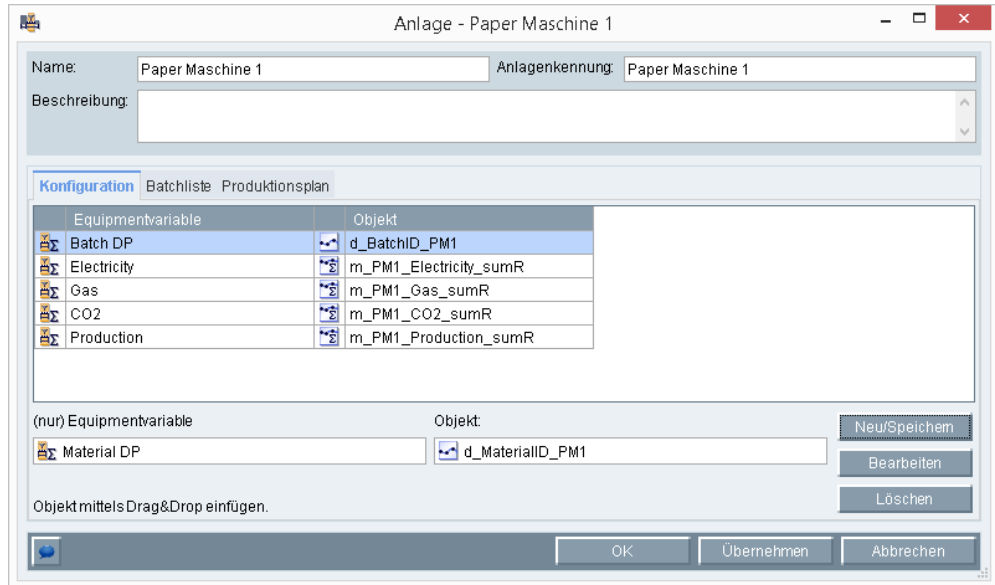 Anlage - Paper Maschine 1
Name: Paper Maschine 1 Anlagenkennung: Paper Maschine 1
Beschreibung:
Konfiguration Batchliste Produktionsplan
Equipmentvariable Objekt
Batch DP d_BatchID_PM1
Electricity m_PM1_Electricity_sumR
Gas m_PM1_Gas_sumR
CO2 m_PM1_CO2_sumR
Production m_PM1_Production_sumR
(nur) Equipmentvariable Objekt:
Neu/Speichern
Material DP d_MaterialID_PM1
Bearbeiten
Löschen
Objekt mittels Drag&Drop einfügen.
OK Übernehmen Abbrechen